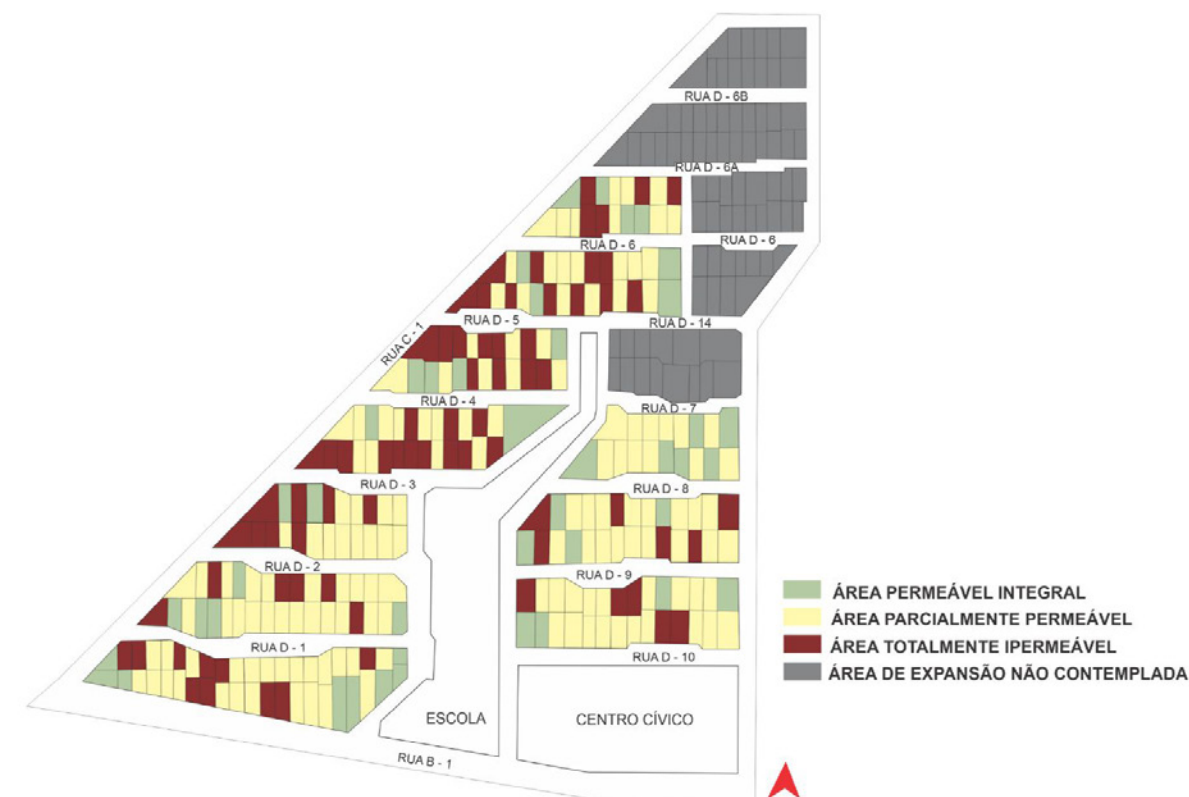 RUA D - 6B
RUA D - 6A
RUA D - 6
RUA D - 6
RUA C - 1
RUA D - 5
RUA D - 14
RUA D - 4
RUA D - 7
RUA D - 3
RUA D - 8
RUA D - 2
RUA D - 9
RUA D - 1
RUA D - 10
ESCOLA
CENTRO CÍVICO
RUA B - 1
ÁREA PERMEÁVEL INTEGRAL
ÁREA PARCIALMENTE PERMEÁVEL
ÁREA TOTALMENTE IPERMEÁVEL
ÁREA DE EXPANSÃO NÃO CONTEMPLADA